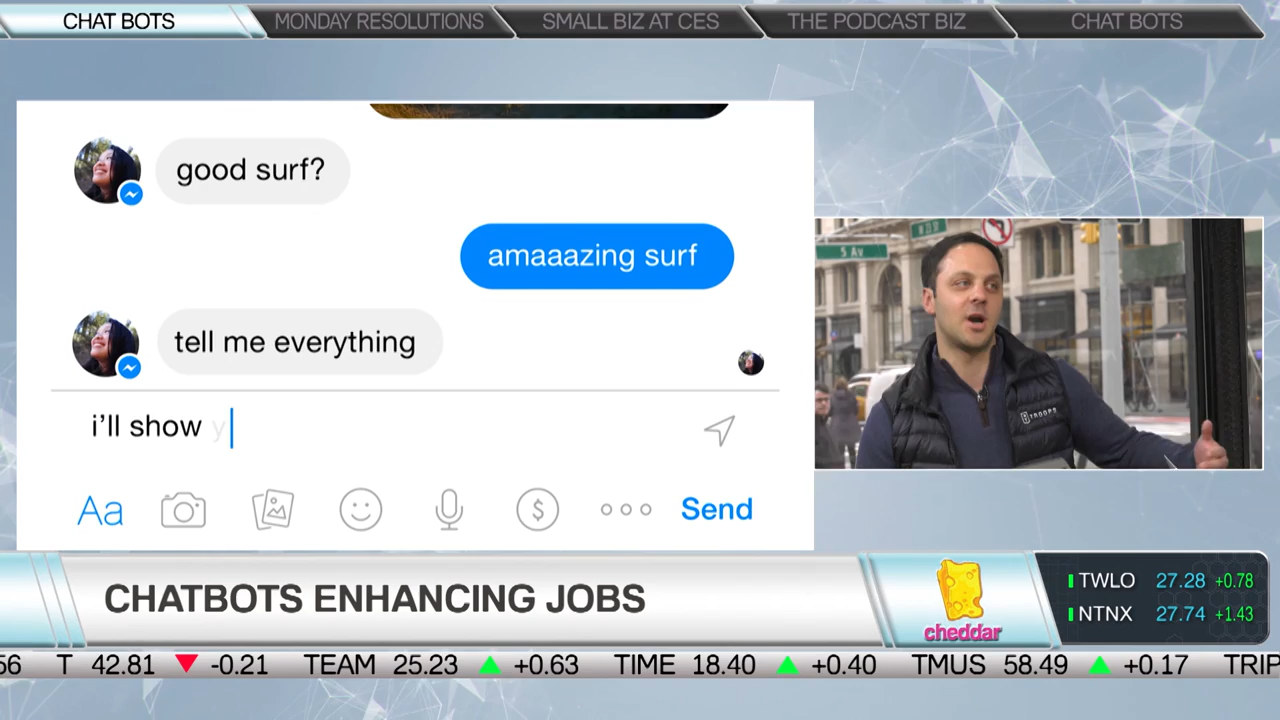 CHAT BOTS
MONDAY RESOLUTIONS
SMALL BIZ AT CES
THE PODCAST BIZ
CHAT BOTS
good surf?
amaaazing surf
tell me everything
i'll show y
Aa
$
Send
5 Av
TROOPS
CHATBOTS ENHANCING JOBS
cheddar
TWLO 27.28 +0.78
NTNX 27.74 +1.43
56 T 42.81 -0.21 TEAM 25.23 +0.63 TIME 18.40 +0.40 TMUS 58.49 +0.17 TRIP